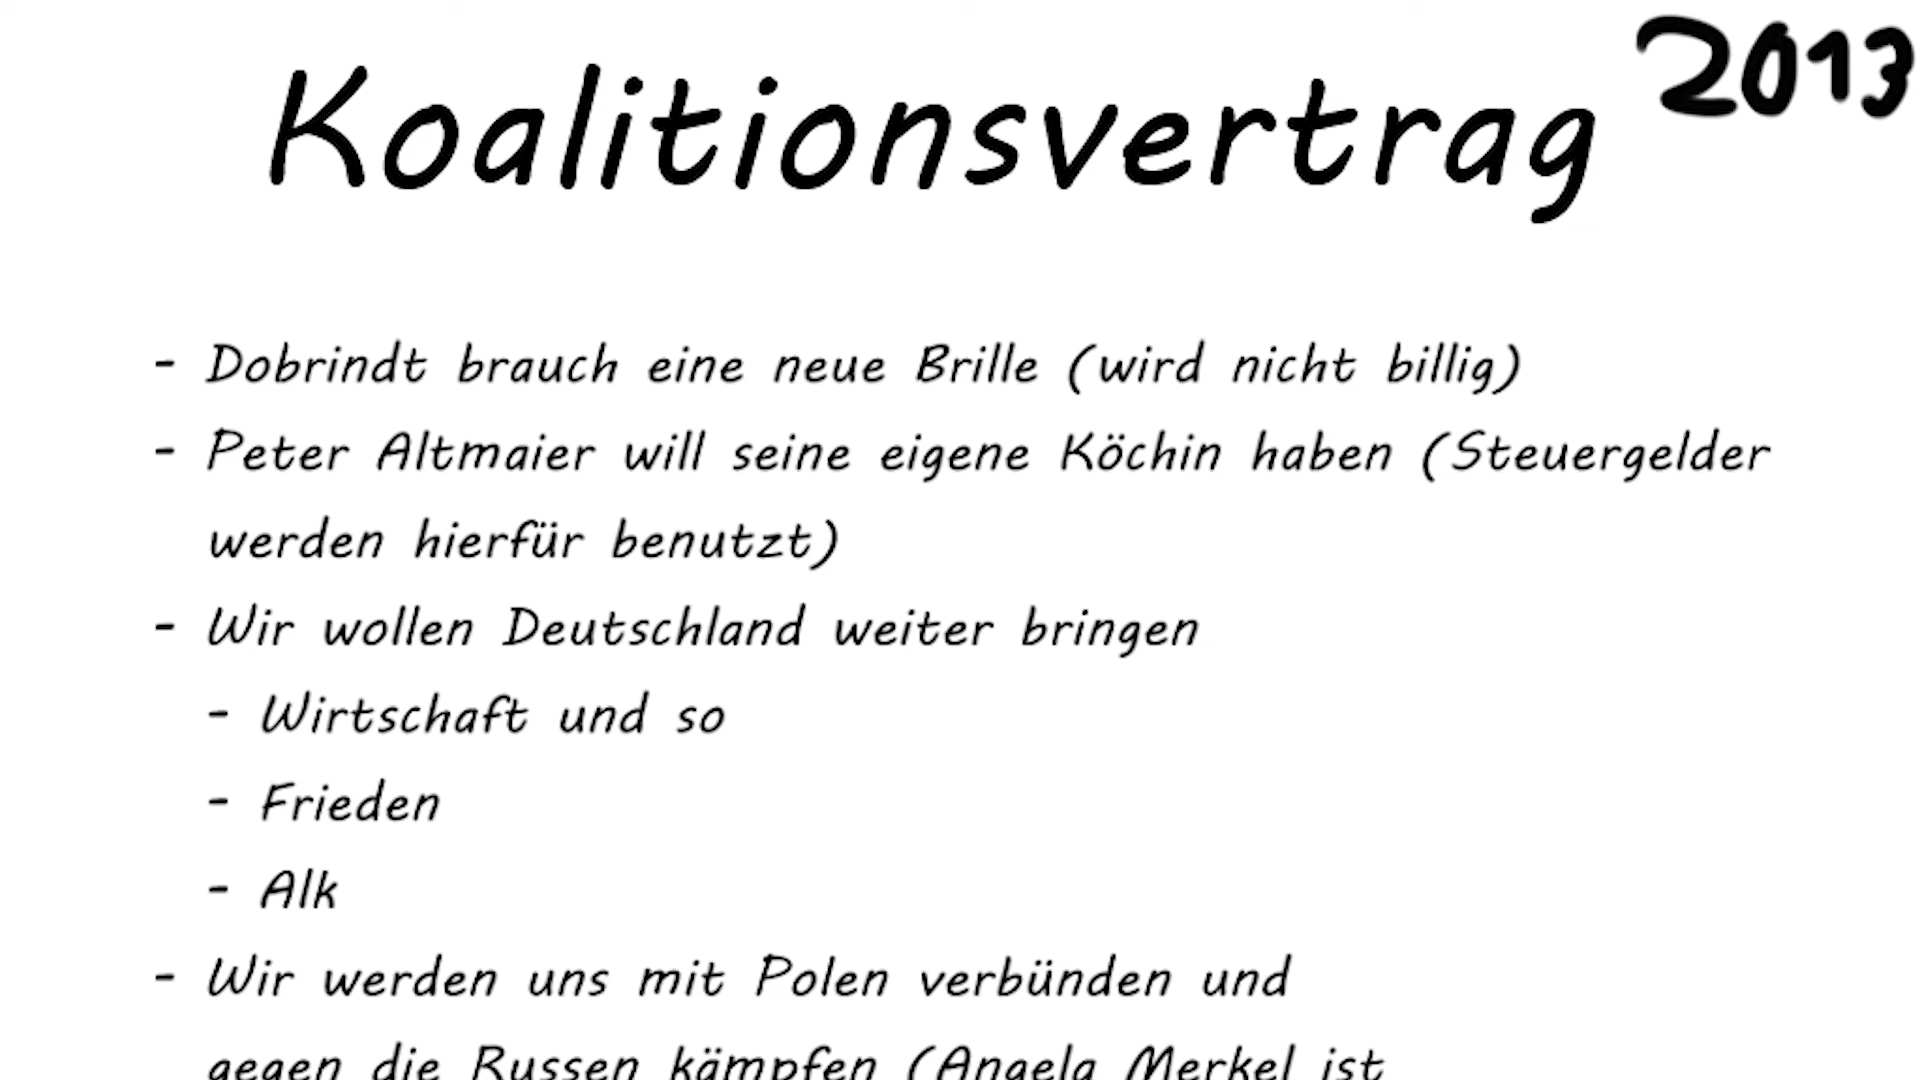 Koalitionsvertrag 2013
- Dobrindt brauch eine neue Brille (wird nicht billig)
- Peter Altmaier will seine eigene Köchin haben (Steuergelder
werden hierfür benutzt)
- Wir wollen Deutschland weiter bringen
- Wirtschaft und so
- Frieden
- Alk
- Wir werden uns mit Polen verbünden und
gegen die Russen kämpfen (Angela Merkel ist